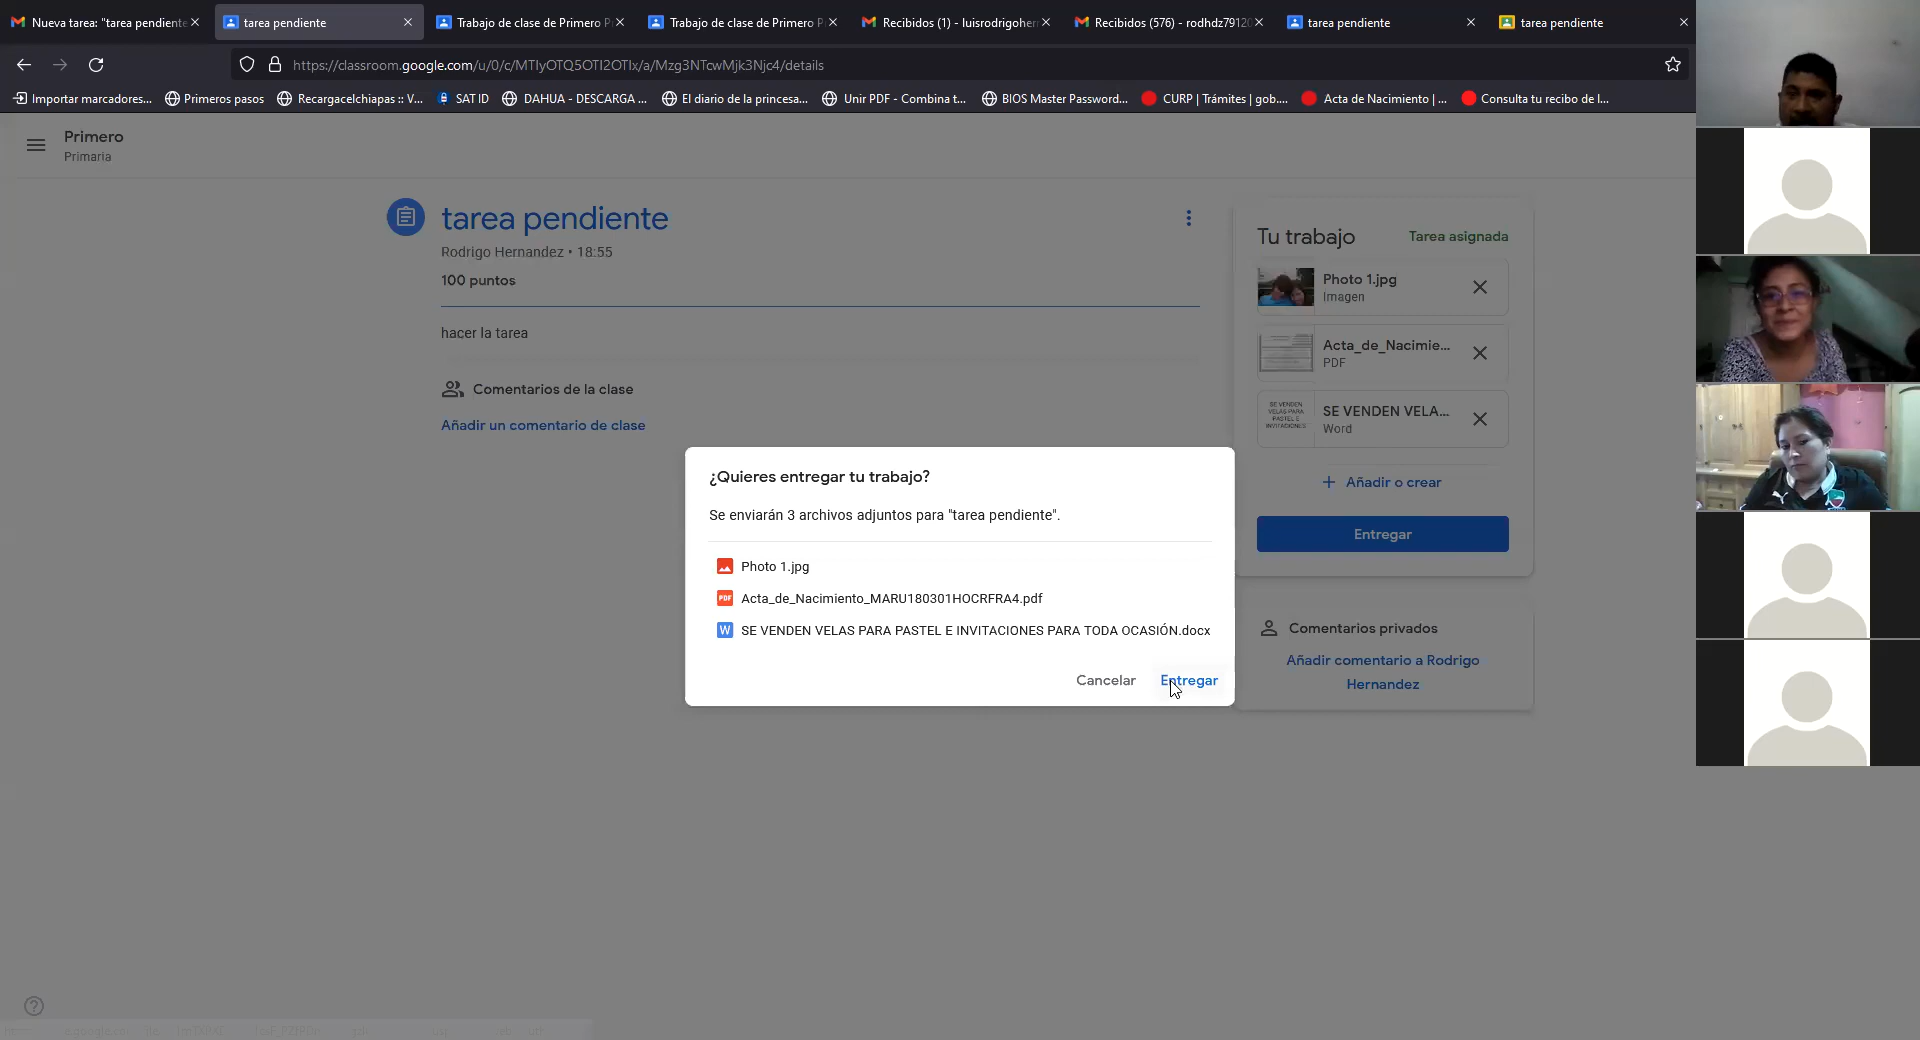 Nueva tarea: "tarea pendiente
tarea pendiente
Trabajo de clase de Primero P
Trabajo de clase de Primero P
Recibidos (1) - luisrodrigoher
Recibidos (576) - rodhdz7912
tarea pendiente
tarea pendiente
https://classroom.google.com/u/0/c/MTIyOTQ5OTI2OTIx/a/Mzg3NTcwMjk3Njc4/details
Importar marcadores...
Primeros pasos
Recargacelchiapas :: V...
SAT ID
DAHUA - DESCARGA ...
El diario de la princesa...
Unir PDF - Combina t...
BIOS Master Password...
CURP | Trámites | gob....
Acta de Nacimiento | ...
Consulta tu recibo de l...
Primero
Primaria
tarea pendiente
Rodrigo Hernandez • 18:55
100 puntos
hacer la tarea
Comentarios de la clase
Añadir un comentario de clase
Tu trabajo
Tarea asignada
Photo 1.jpg
Imagen
Acta_de_Nacimie...
PDF
SE VENDEN VELAS PARA PASTEL E INVITACIONES
SE VENDEN VELA...
Word
Añadir o crear
Entregar
Comentarios privados
Añadir comentario a Rodrigo
Hernandez
¿Quieres entregar tu trabajo?
Se enviarán 3 archivos adjuntos para "tarea pendiente".
Photo 1.jpg
PDF
Acta_de_Nacimiento_MARU180301HOCRFRA4.pdf
W
SE VENDEN VELAS PARA PASTEL E INVITACIONES PARA TODA OCASIÓN.docx
Cancelar
Entregar